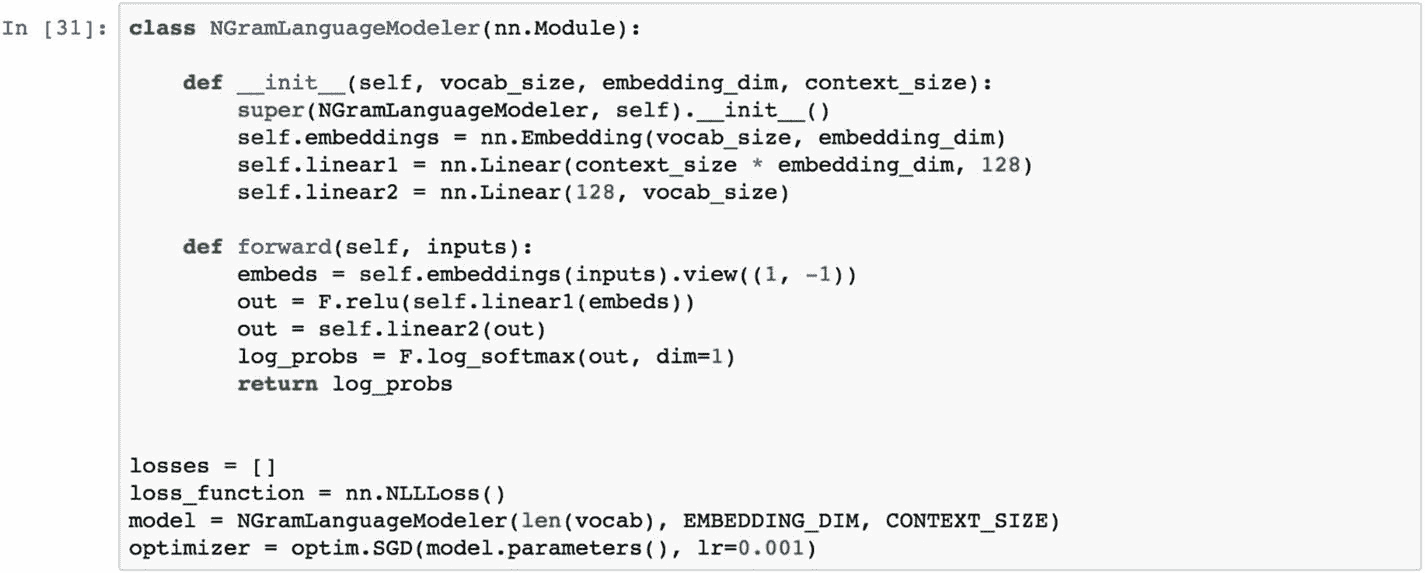 In [31]: class NGramLanguageModeler(nn.Module):
def __init__(self, vocab_size, embedding_dim, context_size):
super(NGramLanguageModeler, self).__init__()
self.embeddings = nn.Embedding(vocab_size, embedding_dim)
self.linear1 = nn.Linear(context_size * embedding_dim, 128)
self.linear2 = nn.Linear(128, vocab_size)
def forward(self, inputs):
embeds = self.embeddings(inputs).view((1, -1))
out = F.relu(self.linear1(embeds))
out = self.linear2(out)
log_probs = F.log_softmax(out, dim=1)
return log_probs
losses = []
loss_function = nn.NLLLoss()
model = NGramLanguageModeler(len(vocab), EMBEDDING_DIM, CONTEXT_SIZE)
optimizer = optim.SGD(model.parameters(), lr=0.001)